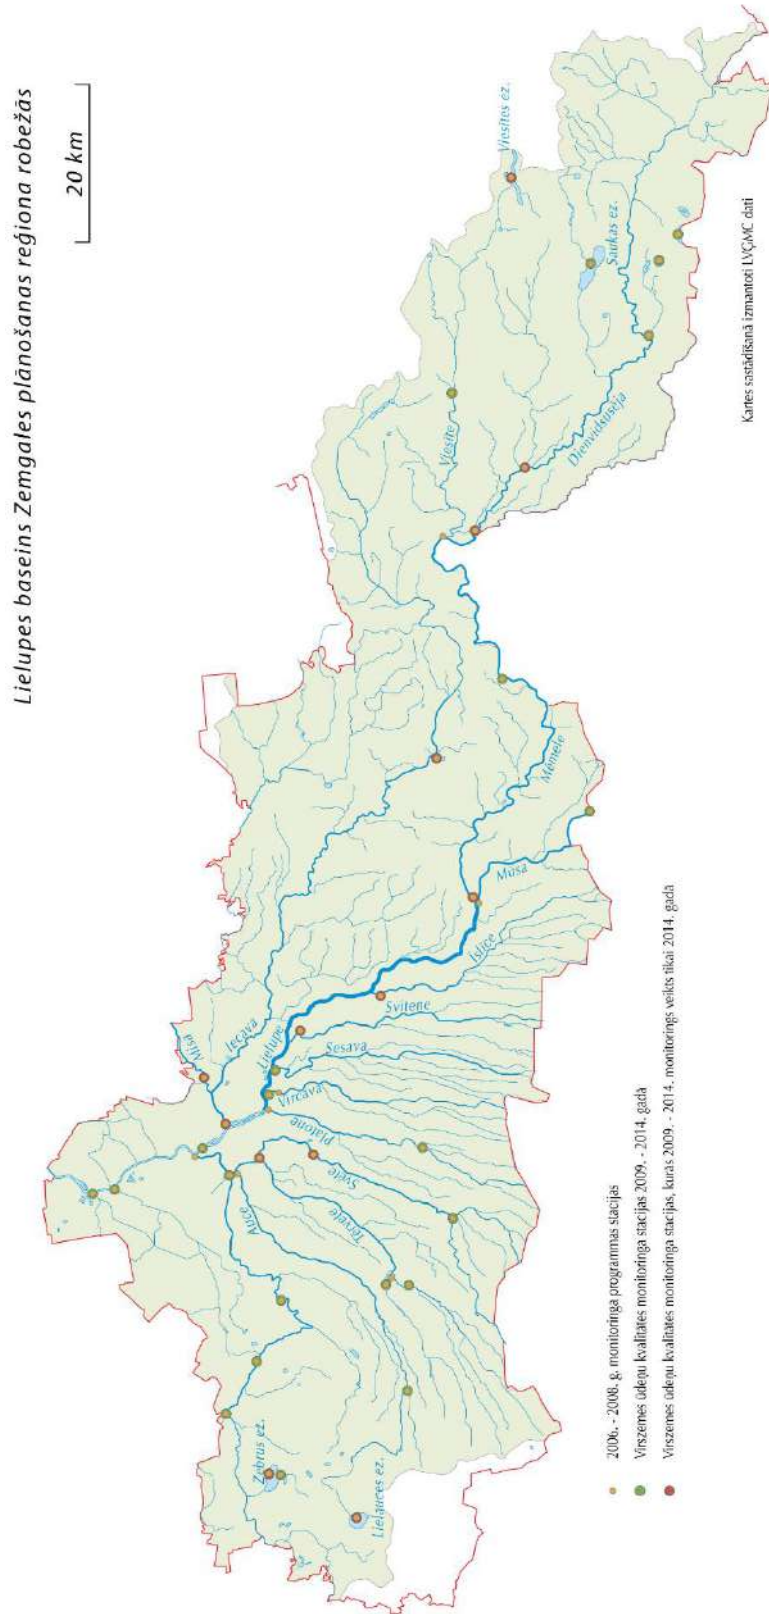 Lielupes baseins Zemgales plānošanas reģiona robežās
20 km
Zebrus ez.
Lielauces ez.
Auce
Tērvete
Svēte
Platone
Vircava
Sesava
Svitene
Īslīce
Misa
Iecava
Lielupe
Mūsa
Mēmele
Viesīte
Dienvidsusēja
Saukas ez.
Viesītes ez.
2006. - 2008. g. monitoringa programmas stacijas
Virszemes ūdeņu kvalitātes monitoringa stacijas 2009. - 2014. gadā
Virszemes ūdeņu kvalitātes monitoringa stacijas, kurās 2009. - 2014. monitorings veikts tikai 2014. gadā
Kartes sastādīšanā izmantoti LVĢMC dati